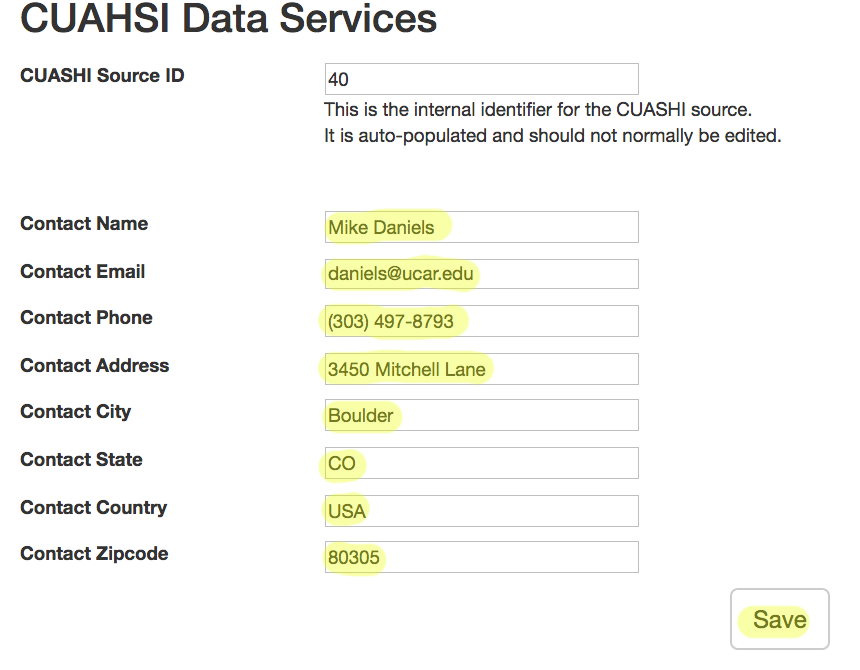 CUAHSI Data Services
CUASHI Source ID 40
This is the internal identifier for the CUASHI source.
It is auto-populated and should not normally be edited.
Contact Name Mike Daniels
Contact Email daniels@ucar.edu
Contact Phone (303) 497-8793
Contact Address 3450 Mitchell Lane
Contact City Boulder
Contact State CO
Contact Country USA
Contact Zipcode 80305
Save